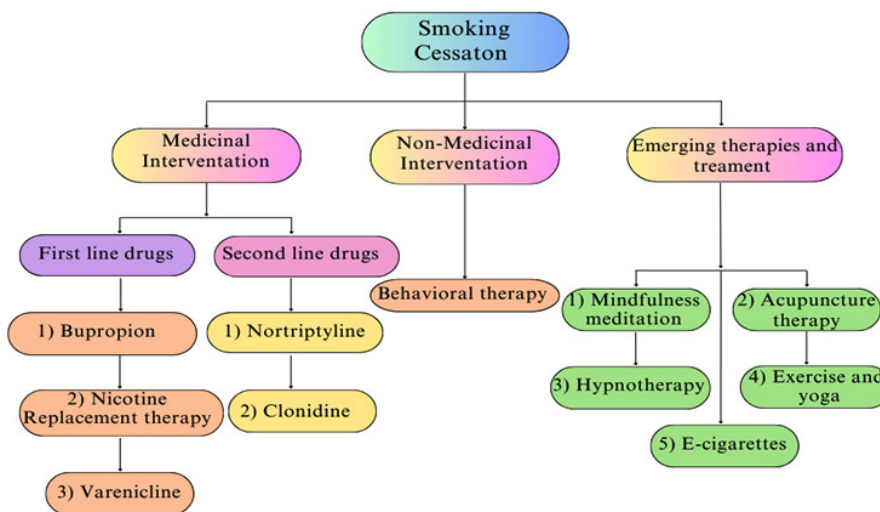 Smoking
Cessaton
Medicinal
Interventation
Non-Medicinal
Intervention
Emerging therapies and
treament
First line drugs
Second line drugs
Behavioral therapy
1) Bupropion
2) Nicotine
Replacement therapy
3) Varenicline
1) Nortriptyline
2) Clonidine
1) Mindfulness
meditation
2) Acupuncture
therapy
3) Hypnotherapy
4) Exercise and
yoga
5) E-cigarettes